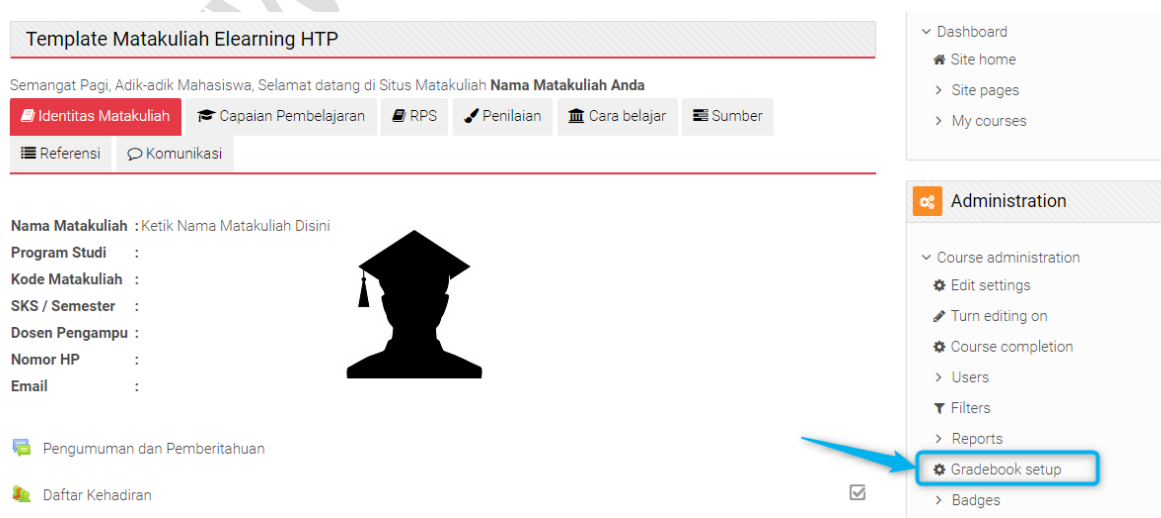 Template Matakuliah Elearning HTP
Semangat Pagi, Adik-adik Mahasiswa, Selamat datang di Situs Matakuliah Nama Matakuliah Anda
Identitas Matakuliah Capaian Pembelajaran RPS Penilaian Cara belajar Sumber
Referensi Komunikasi
Nama Matakuliah : Ketik Nama Matakuliah Disini
Program Studi :
Kode Matakuliah :
SKS / Semester :
Dosen Pengampu :
Nomor HP :
Email :
Pengumuman dan Pemberitahuan
Daftar Kehadiran
Dashboard
Site home
Site pages
My courses
Administration
Course administration
Edit settings
Turn editing on
Course completion
Users
Filters
Reports
Gradebook setup
Badges